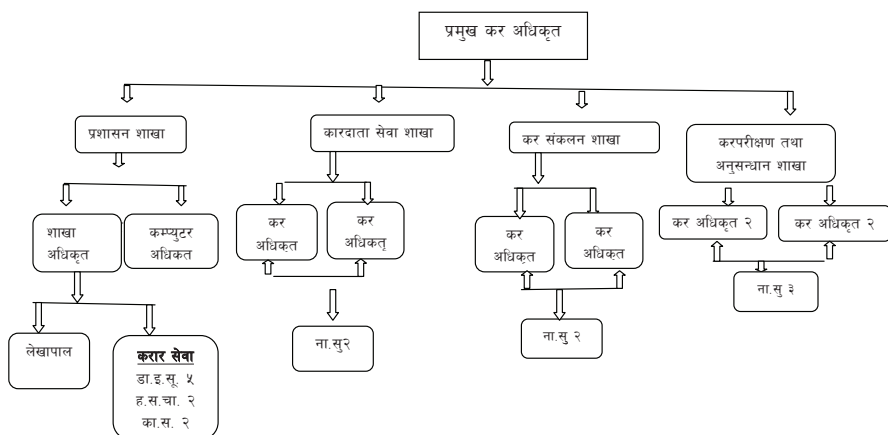 प्रमुख कर अधिकृत
प्रशासन शाखा
कारदाता सेवा शाखा
कर संकलन शाखा
करपरीक्षण तथा
अनुसन्धान शाखा
शाखा
अधिकृत
कम्प्युटर
अधिकत
कर
अधिकृत
कर
अधिकतृ
कर
अधिकृत
कर
अधिकृत
कर अधिकृत २
कर अधिकृत २
लेखापाल
करार सेवा
डा.इ.सू. ५
ह.स.चा. २
का.स. २
ना.सु२
ना.सु २
ना.सु ३